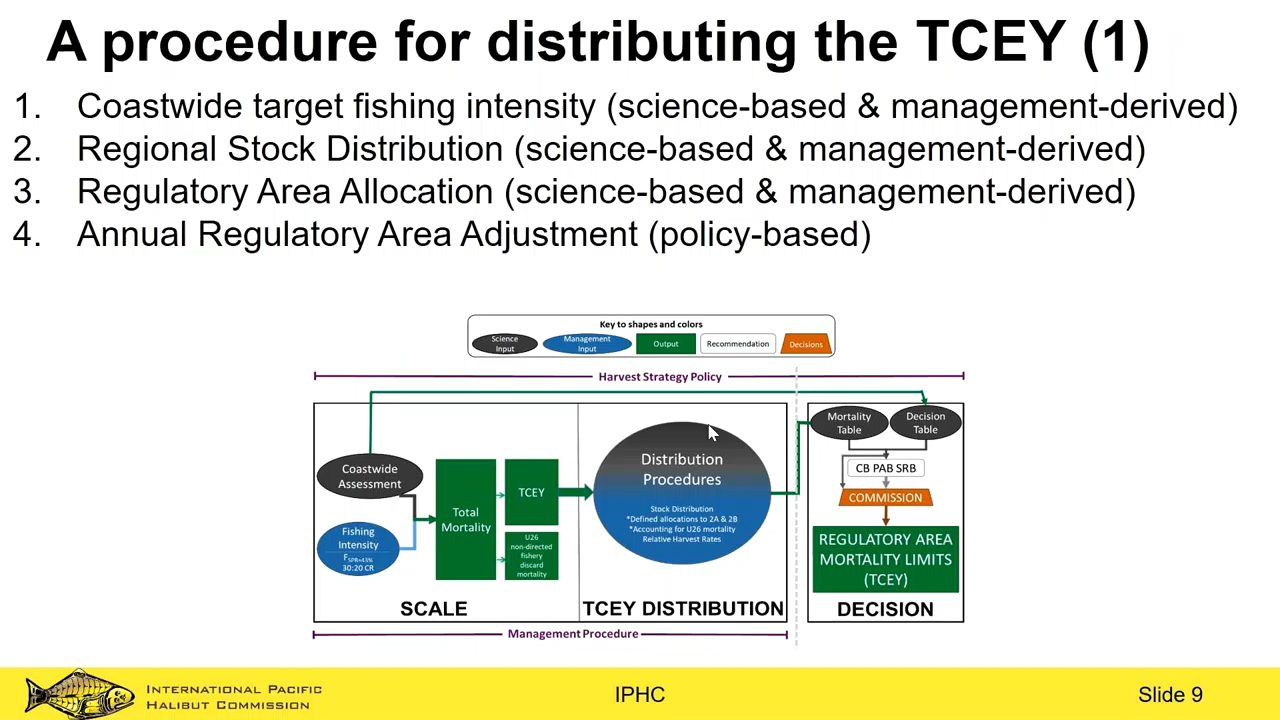 A procedure for distributing the TCEY (1)
1. Coastwide target fishing intensity (science-based & management-derived)
2. Regional Stock Distribution (science-based & management-derived)
3. Regulatory Area Allocation (science-based & management-derived)
4. Annual Regulatory Area Adjustment (policy-based)
Key to shapes and colors
Science
Input
Management
Input
Output
Recommendation
Decisions
Harvest Strategy Policy
Coastwide
Assessment
Fishing
Intensity
FSPR=43%
30:20 CR
Total
Mortality
TCEY
U26
non-directed
fishery
discard
mortality
SCALE
Distribution
Procedures
Stock Distribution
*Defined allocations to 2A & 2B
*Accounting for U26 mortality
Relative Harvest Rates
TCEY DISTRIBUTION
Mortality
Table
Decision
Table
CB PAB SRB
COMMISSION
REGULATORY AREA
MORTALITY LIMITS
(TCEY)
DECISION
Management Procedure
INTERNATIONAL PACIFIC
HALIBUT COMMISSION
IPHC
Slide 9